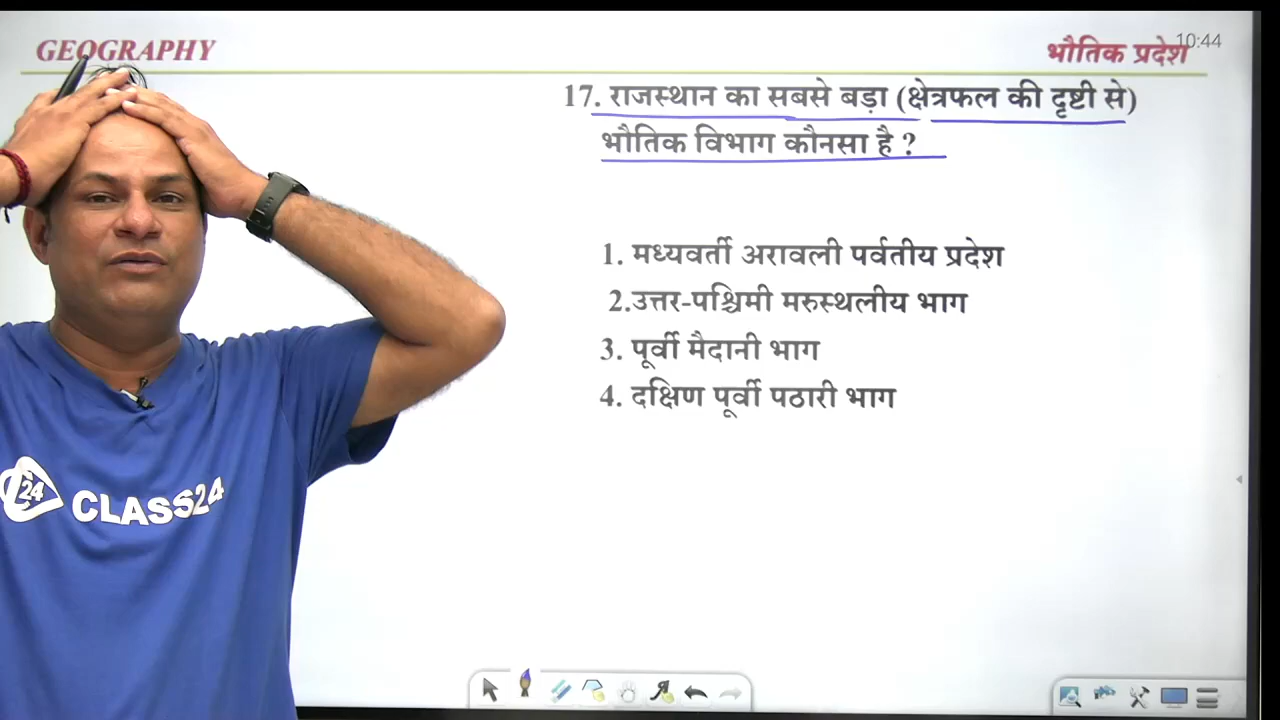 GEOGRAPHY
10:44
भौतिक प्रदेश
17. राजस्थान का सबसे बड़ा (क्षेत्रफल की दृष्टी से)
भौतिक विभाग कौनसा है ?
1. मध्यवर्ती अरावली पर्वतीय प्रदेश
2.उत्तर-पश्चिमी मरुस्थलीय भाग
3. पूर्वी मैदानी भाग
4. दक्षिण पूर्वी पठारी भाग
24 CLASS24